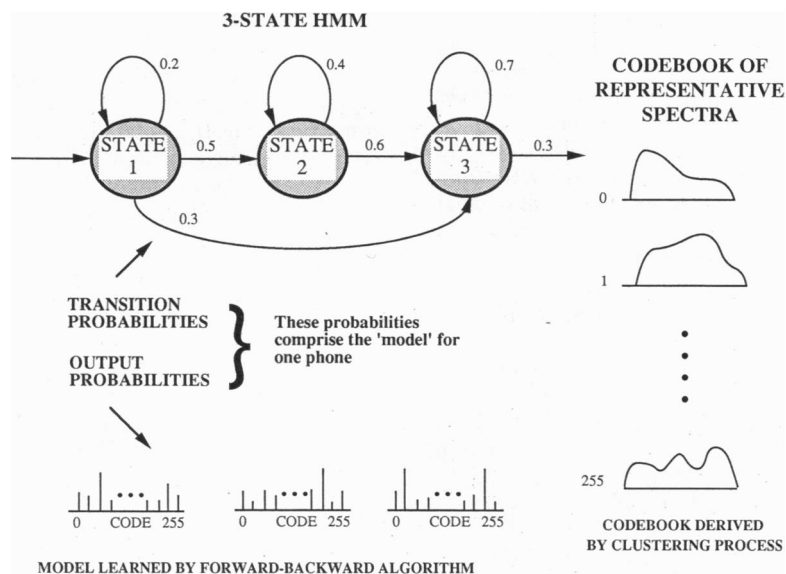 3-STATE HMM
0.2
0.4
0.7
STATE
1
0.5
STATE
2
0.6
STATE
3
0.3
0.3
CODEBOOK OF
REPRESENTATIVE
SPECTRA
0
1
255
TRANSITION
PROBABILITIES
OUTPUT
PROBABILITIES
These probabilities
comprise the 'model' for
one phone
0 CODE 255
0 CODE 255
0 CODE 255
CODEBOOK DERIVED
BY CLUSTERING PROCESS
MODEL LEARNED BY FORWARD-BACKWARD ALGORITHM